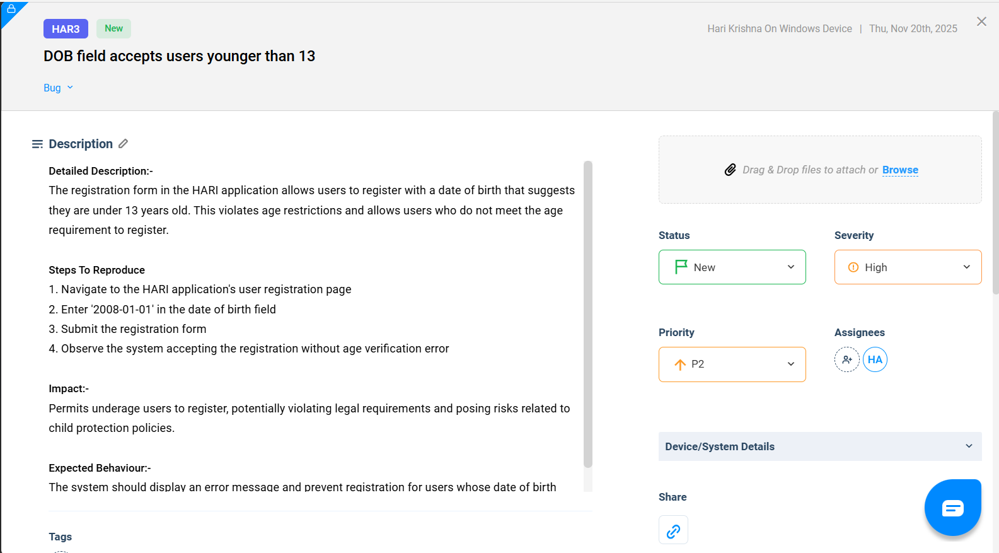 HAR3 New
Hari Krishna On Windows Device | Thu, Nov 20th, 2025
DOB field accepts users younger than 13
Bug
Description
Detailed Description:-
The registration form in the HARI application allows users to register with a date of birth that suggests
they are under 13 years old. This violates age restrictions and allows users who do not meet the age
requirement to register.
Steps To Reproduce
1. Navigate to the HARI application's user registration page
2. Enter '2008-01-01' in the date of birth field
3. Submit the registration form
4. Observe the system accepting the registration without age verification error
Impact:-
Permits underage users to register, potentially violating legal requirements and posing risks related to
child protection policies.
Expected Behaviour:-
The system should display an error message and prevent registration for users whose date of birth
Tags
Drag & Drop files to attach or Browse
Status
New
Severity
High
Priority
P2
Assignees
HA
Device/System Details
Share